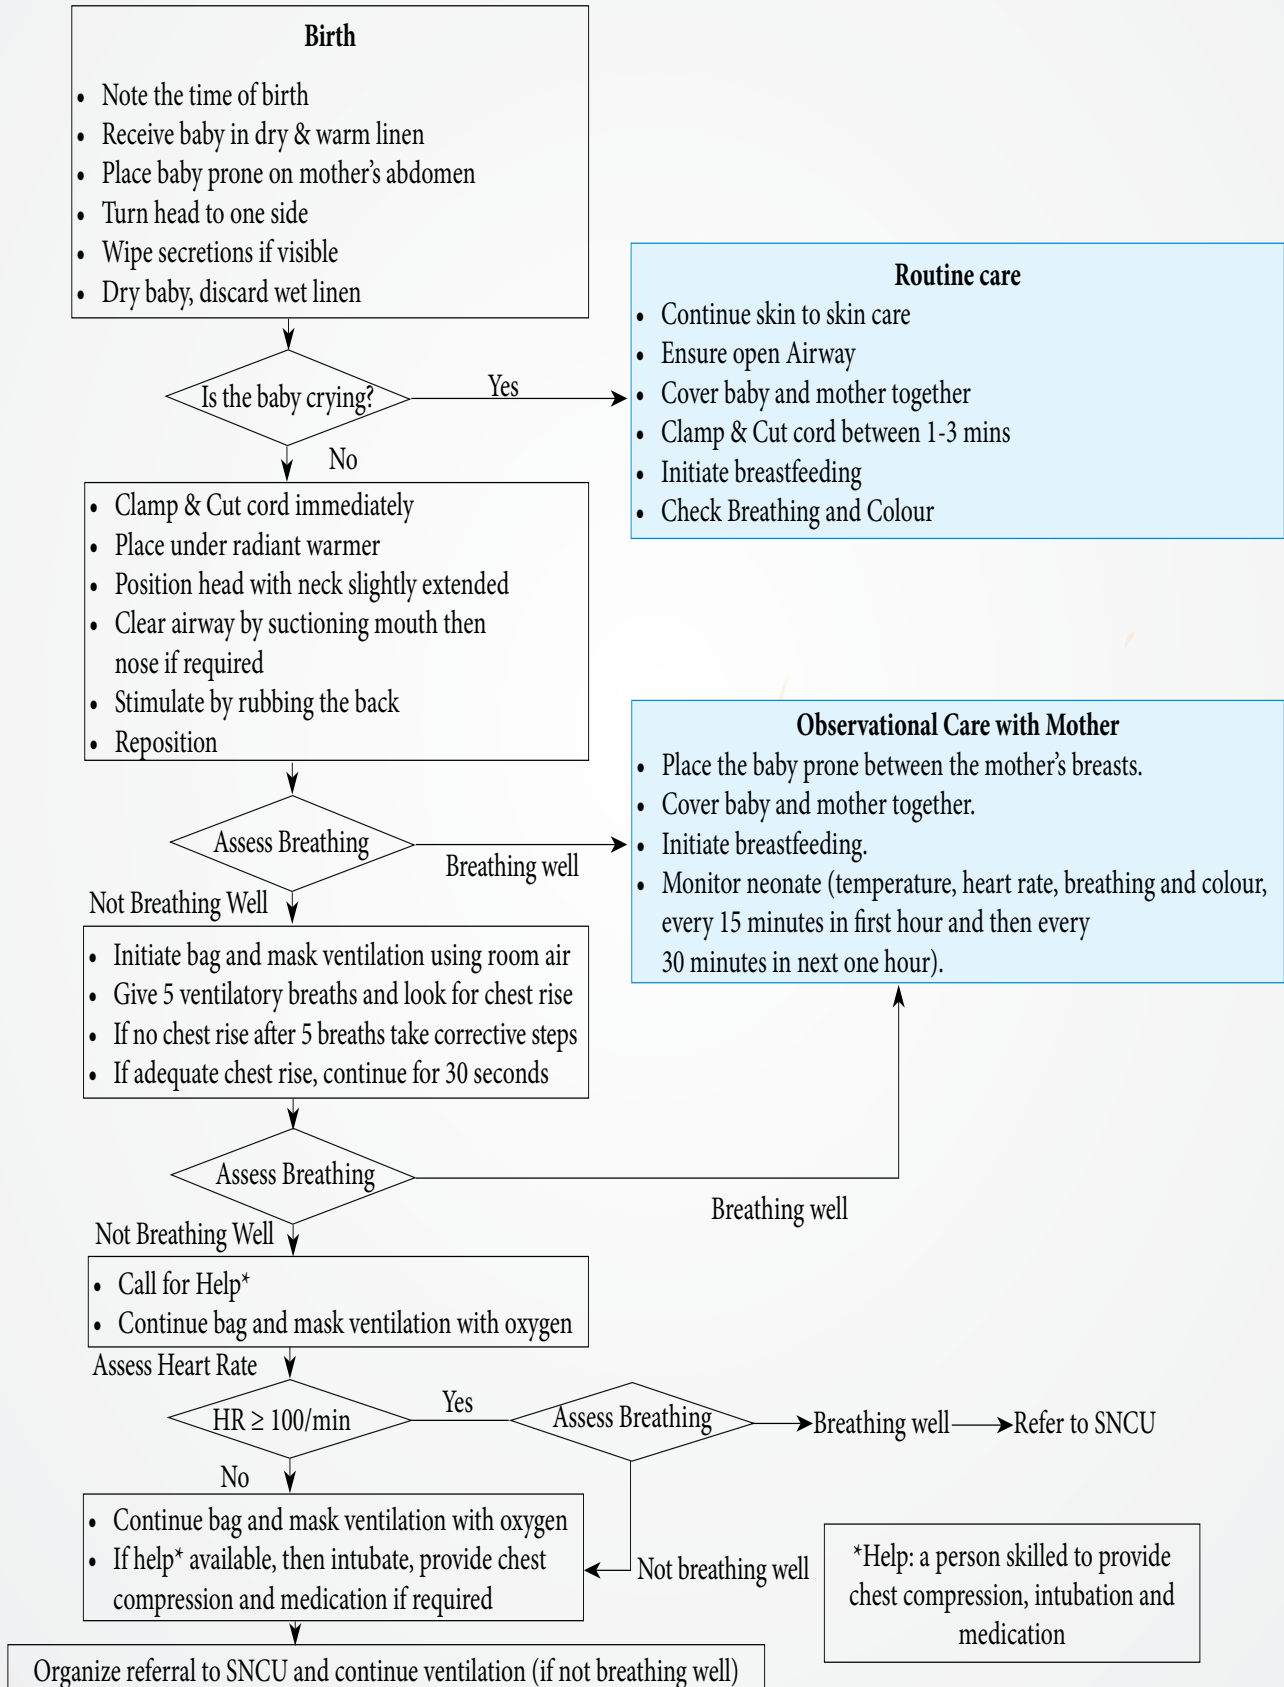 Birth
• Note the time of birth
• Receive baby in dry & warm linen
• Place baby prone on mother's abdomen
• Turn head to one side
• Wipe secretions if visible
• Dry baby, discard wet linen
Is the baby crying?
Yes
Routine care
• Continue skin to skin care
• Ensure open Airway
• Cover baby and mother together
• Clamp & Cut cord between 1-3 mins
• Initiate breastfeeding
• Check Breathing and Colour
No
• Clamp & Cut cord immediately
• Place under radiant warmer
• Position head with neck slightly extended
• Clear airway by suctioning mouth then
nose if required
• Stimulate by rubbing the back
• Reposition
Assess Breathing
Breathing well
Observational Care with Mother
• Place the baby prone between the mother's breasts.
• Cover baby and mother together.
• Initiate breastfeeding.
• Monitor neonate (temperature, heart rate, breathing and colour,
every 15 minutes in first hour and then every
30 minutes in next one hour).
Not Breathing Well
• Initiate bag and mask ventilation using room air
• Give 5 ventilatory breaths and look for chest rise
• If no chest rise after 5 breaths take corrective steps
• If adequate chest rise, continue for 30 seconds
Assess Breathing
Breathing well
Not Breathing Well
• Call for Help*
• Continue bag and mask ventilation with oxygen
Assess Heart Rate
HR ≥ 100/min
Yes
Assess Breathing
Breathing well
Refer to SNCU
No
• Continue bag and mask ventilation with oxygen
• If help* available, then intubate, provide chest
compression and medication if required
Not breathing well
*Help: a person skilled to provide
chest compression, intubation and
medication
Organize referral to SNCU and continue ventilation (if not breathing well)